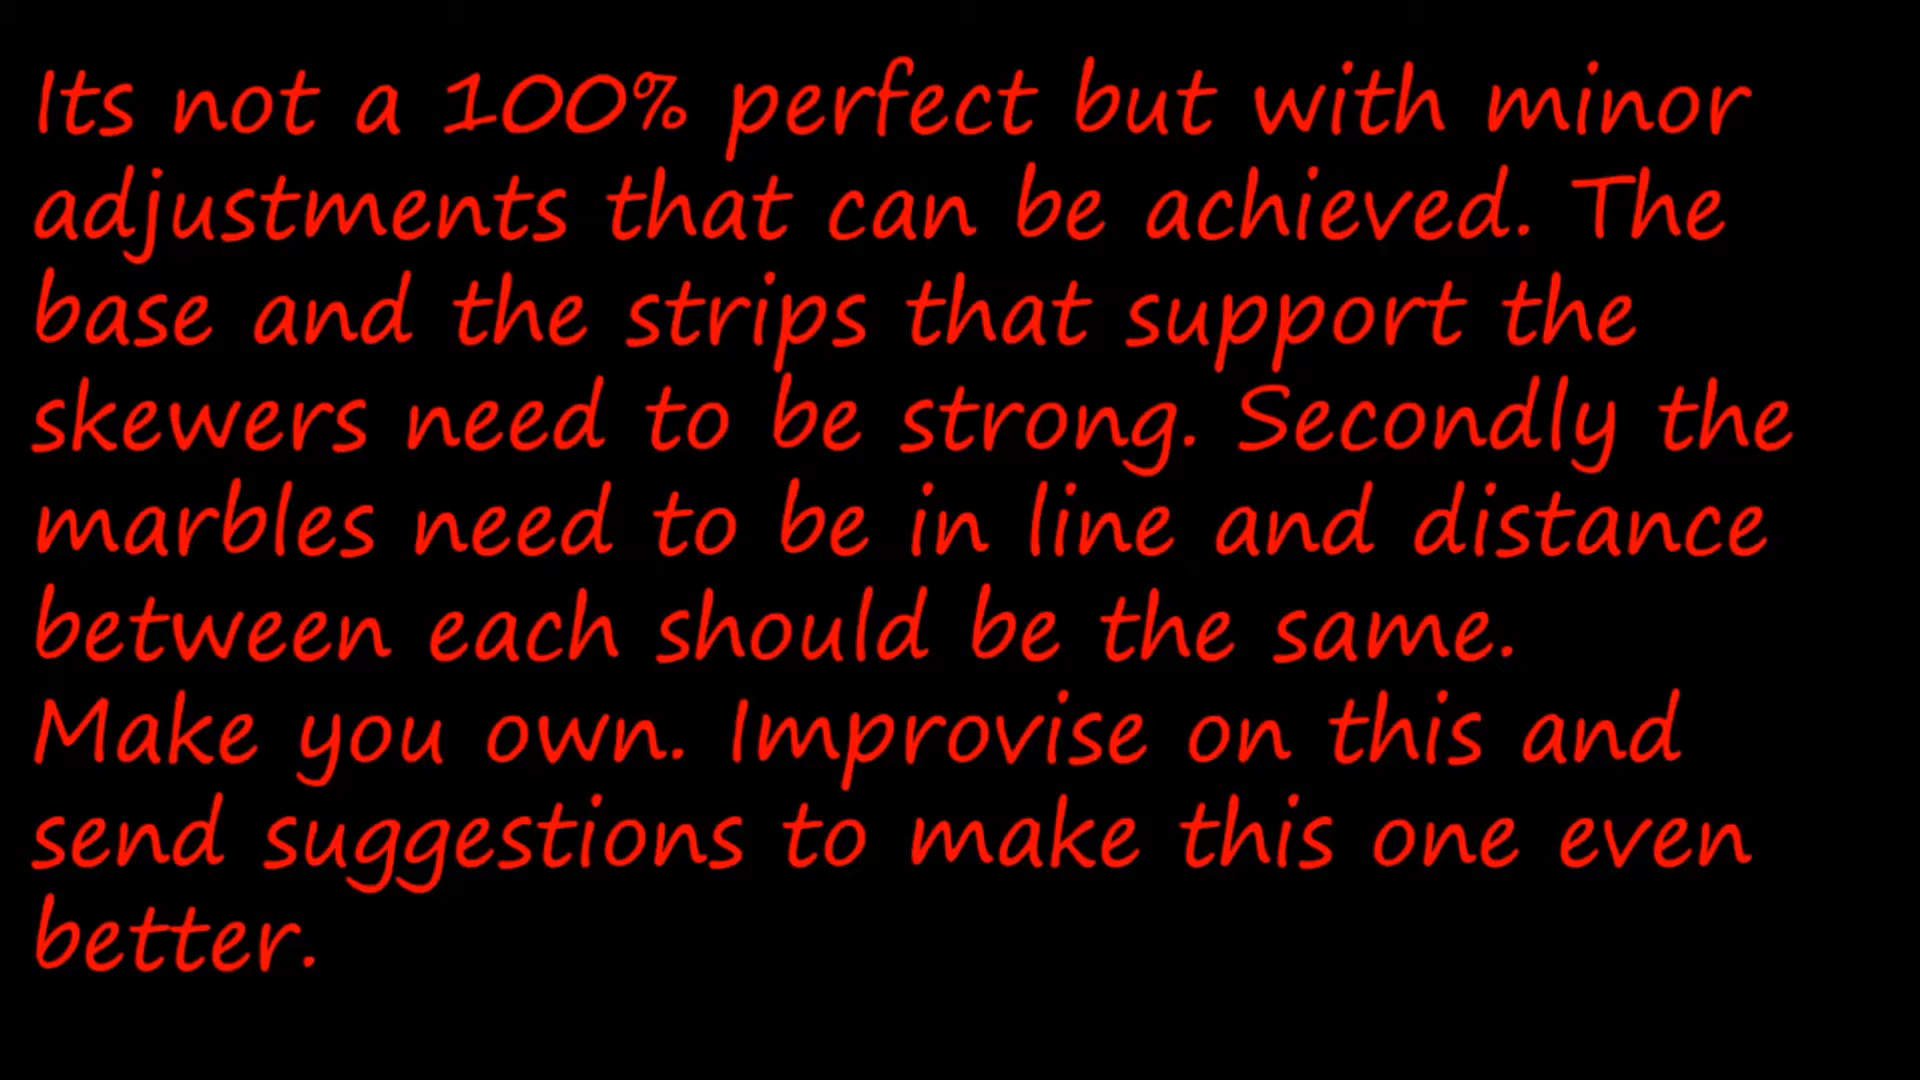 Its not a 100% perfect but with minor
adjustments that can be achieved. The
base and the strips that support the
skewers need to be strong. Secondly the
marbles need to be in line and distance
between each should be the same.
Make you own. Improvise on this and
send suggestions to make this one even
better.